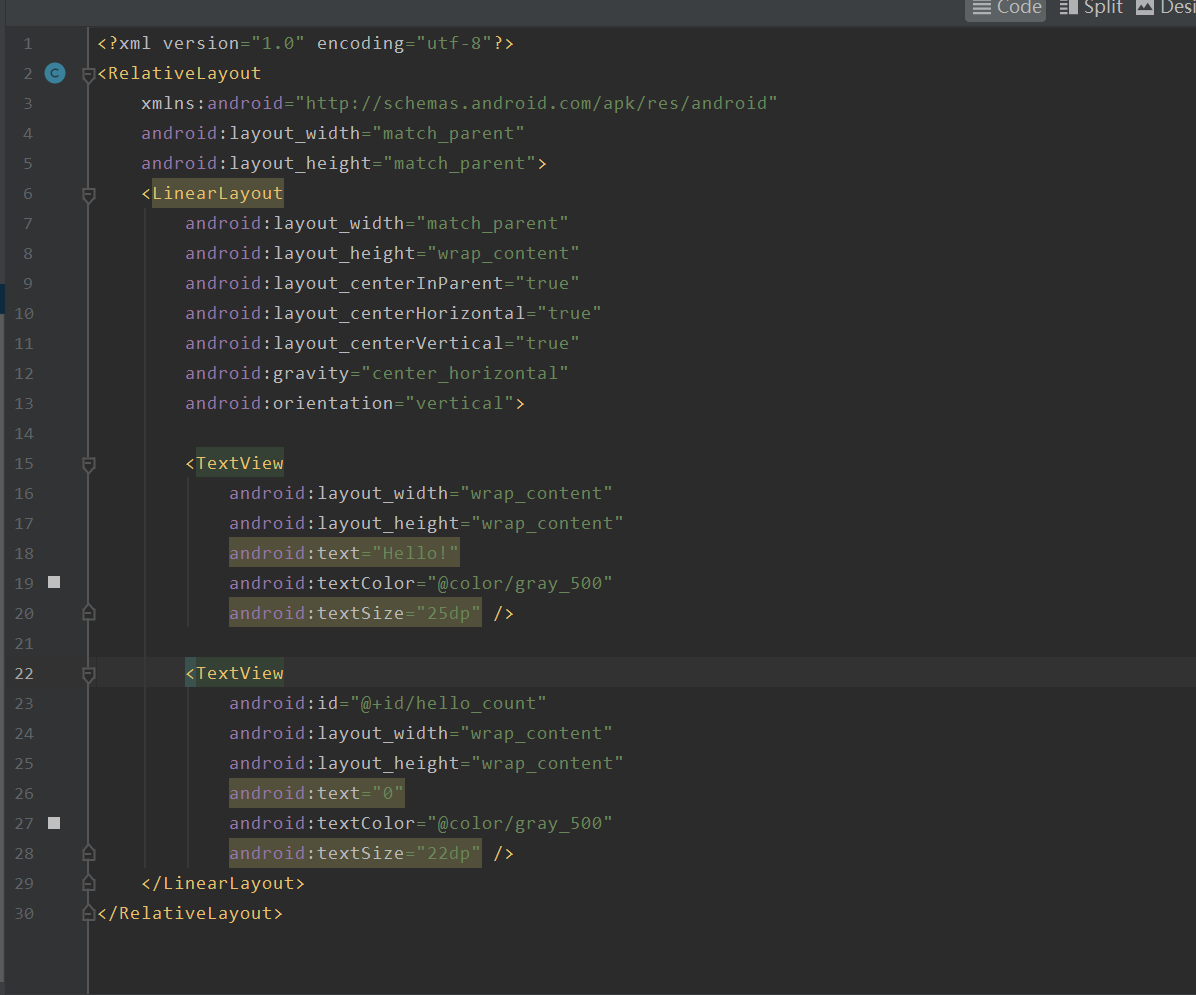 Code Split Desi
1 <?xml version="1.0" encoding="utf-8"?>
2 C <RelativeLayout
3 xmlns:android="http://schemas.android.com/apk/res/android"
4 android:layout_width="match_parent"
5 android:layout_height="match_parent">
6 <LinearLayout
7 android:layout_width="match_parent"
8 android:layout_height="wrap_content"
9 android:layout_centerInParent="true"
10 android:layout_centerHorizontal="true"
11 android:layout_centerVertical="true"
12 android:gravity="center_horizontal"
13 android:orientation="vertical">
14
15 <TextView
16 android:layout_width="wrap_content"
17 android:layout_height="wrap_content"
18 android:text="Hello!"
19 android:textColor="@color/gray_500"
20 android:textSize="25dp" />
21
22 <TextView
23 android:id="@+id/hello_count"
24 android:layout_width="wrap_content"
25 android:layout_height="wrap_content"
26 android:text="0"
27 android:textColor="@color/gray_500"
28 android:textSize="22dp" />
29 </LinearLayout>
30 </RelativeLayout>